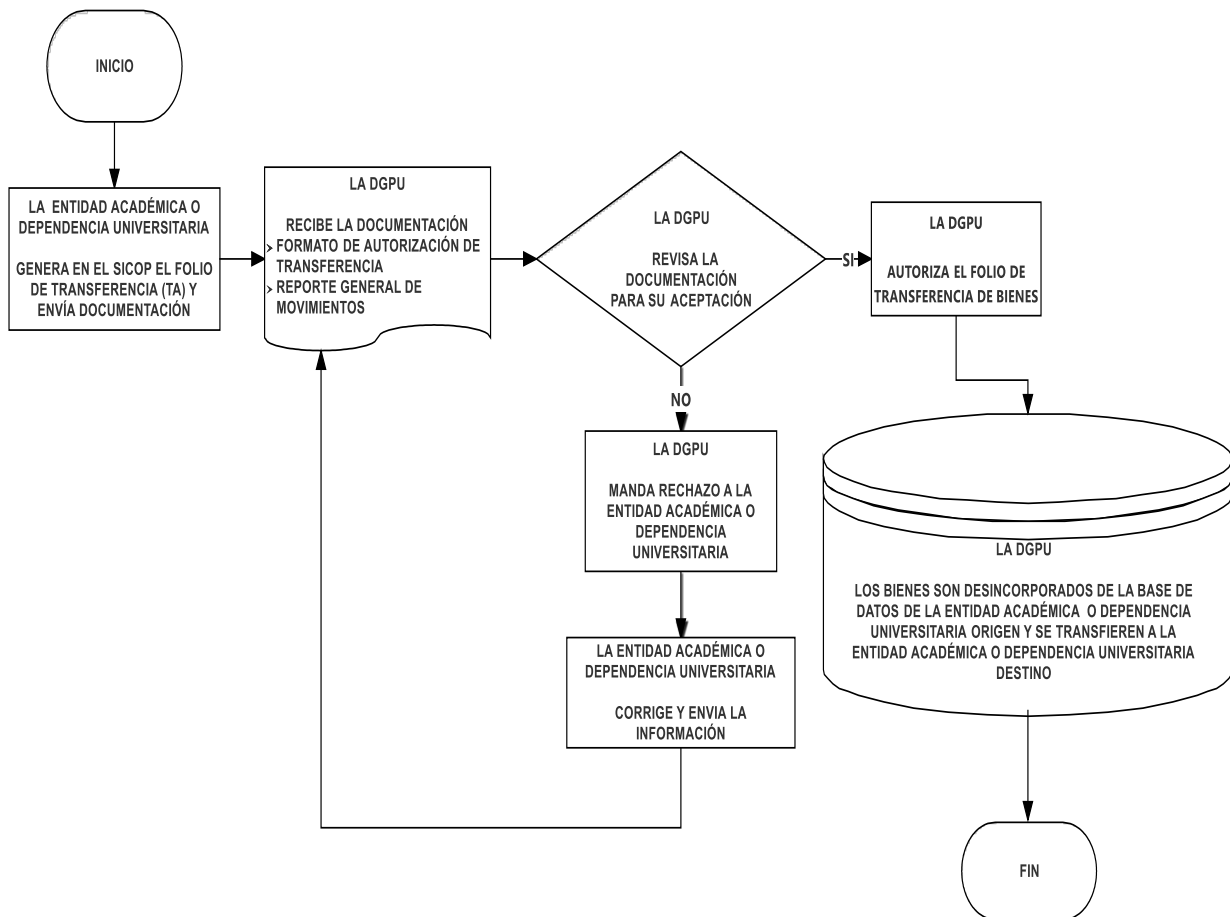 INICIO
LA ENTIDAD ACADÉMICA O
DEPENDENCIA UNIVERSITARIA
GENERA EN EL SICOP EL FOLIO
DE TRANSFERENCIA (TA) Y
ENVÍA DOCUMENTACIÓN
LA DGPU
RECIBE LA DOCUMENTACIÓN
› FORMATO DE AUTORIZACIÓN DE
TRANSFERENCIA
› REPORTE GENERAL DE
MOVIMIENTOS
LA DGPU
REVISA LA
DOCUMENTACIÓN
PARA SU ACEPTACIÓN
SI
LA DGPU
AUTORIZA EL FOLIO DE
TRANSFERENCIA DE BIENES
NO
LA DGPU
MANDA RECHAZO A LA
ENTIDAD ACADÉMICA O
DEPENDENCIA
UNIVERSITARIA
LA ENTIDAD ACADÉMICA O
DEPENDENCIA UNIVERSITARIA
CORRIGE Y ENVIA LA
INFORMACIÓN
LA DGPU
LOS BIENES SON DESINCORPORADOS DE LA BASE DE
DATOS DE LA ENTIDAD ACADÉMICA O DEPENDENCIA
UNIVERSITARIA ORIGEN Y SE TRANSFIEREN A LA
ENTIDAD ACADÉMICA O DEPENDENCIA UNIVERSITARIA
DESTINO
FIN